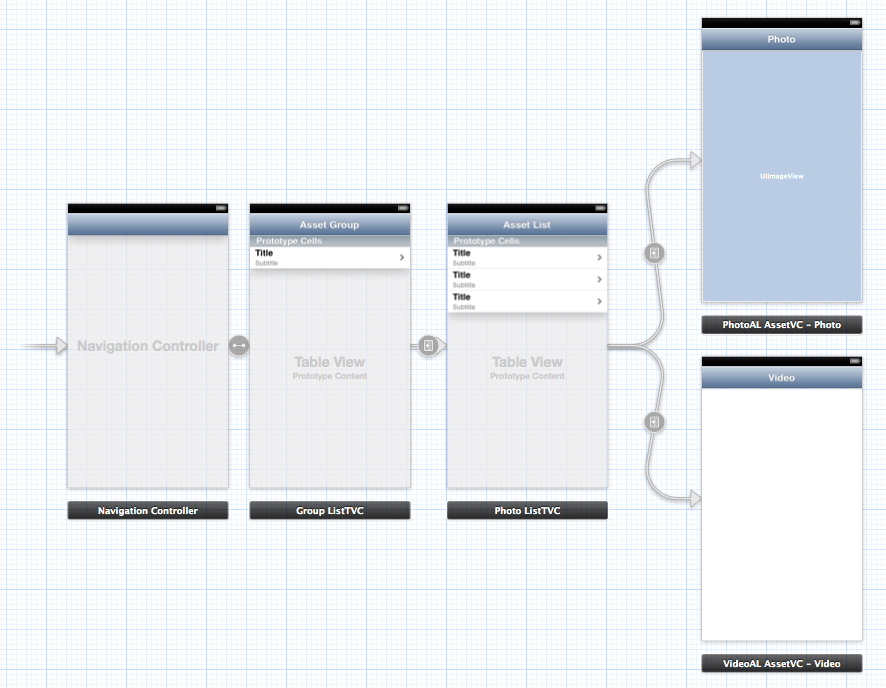 Photo
UIImageView
PhotoAL AssetVC - Photo
Navigation Controller
Navigation Controller
Asset Group
Prototype Cells
Title
Subtitle
Table View
Prototype Content
Group ListTVC
Asset List
Prototype Cells
Title
Subtitle
Title
Subtitle
Title
Subtitle
Table View
Prototype Content
Photo ListTVC
Video
VideoAL AssetVC - Video